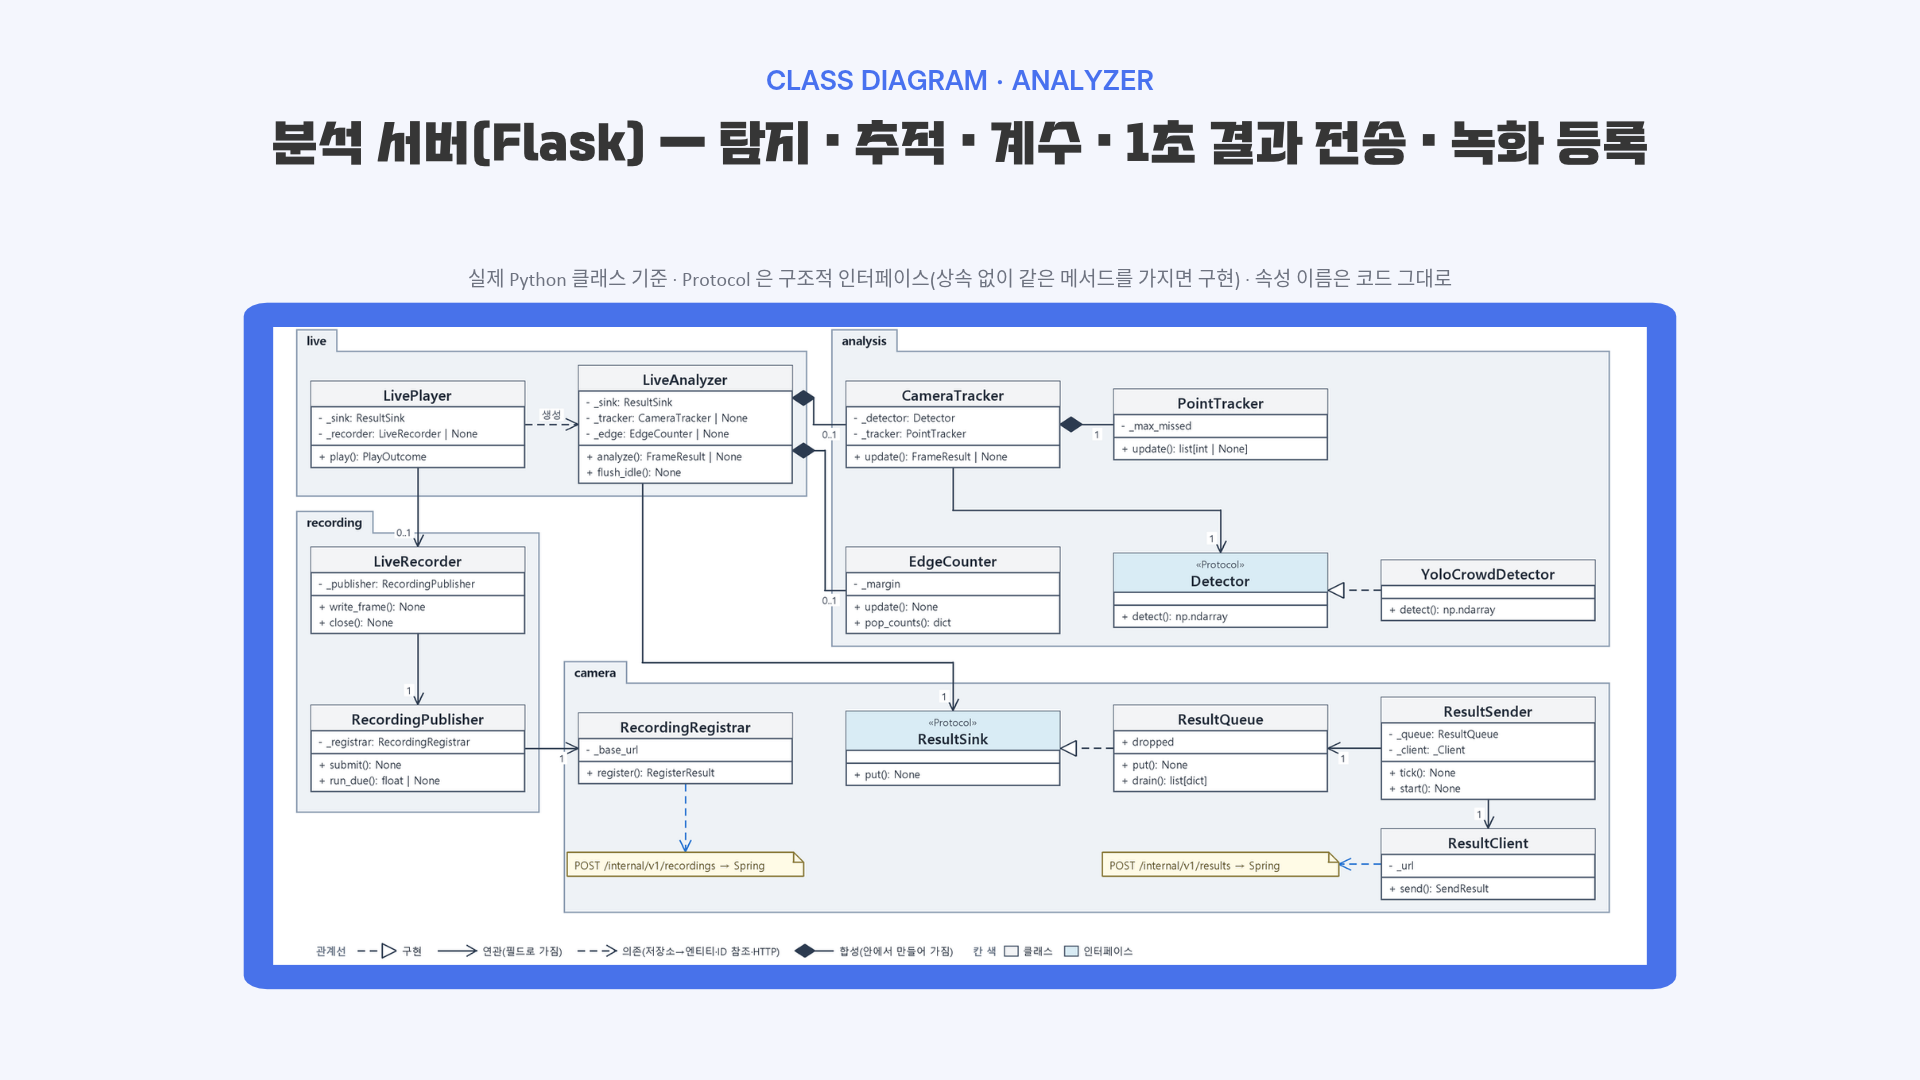 CLASS DIAGRAM · ANALYZER
분석 서버(Flask) — 탐지 · 추적 · 계수 · 1초 결과 전송 · 녹화 등록
실제 Python 클래스 기준 · Protocol 은 구조적 인터페이스(상속 없이 같은 메서드를 가지면 구현) · 속성 이름은 코드 그대로
live
LivePlayer
- _sink: ResultSink
- _recorder: LiveRecorder | None
+ play(): PlayOutcome
생성
LiveAnalyzer
- _sink: ResultSink
- _tracker: CameraTracker | None
- _edge: EdgeCounter | None
+ analyze(): FrameResult | None
+ flush_idle(): None
analysis
CameraTracker
- _detector: Detector
- _tracker: PointTracker
+ update(): FrameResult | None
0..1
1
PointTracker
- _max_missed
+ update(): list[int | None]
recording
0..1
LiveRecorder
- _publisher: RecordingPublisher
+ write_frame(): None
+ close(): None
EdgeCounter
- _margin
+ update(): None
+ pop_counts(): dict
0..1
1
«Protocol»
Detector
+ detect(): np.ndarray
YoloCrowdDetector
+ detect(): np.ndarray
camera
1
RecordingPublisher
- _registrar: RecordingRegistrar
+ submit(): None
+ run_due(): float | None
1
RecordingRegistrar
- _base_url
+ register(): RegisterResult
1
«Protocol»
ResultSink
+ put(): None
ResultQueue
+ dropped
+ put(): None
+ drain(): list[dict]
1
ResultSender
- _queue: ResultQueue
- _client: _Client
+ tick(): None
+ start(): None
1
ResultClient
- _url
+ send(): SendResult
POST /internal/v1/recordings → Spring
POST /internal/v1/results → Spring
관계선 구현 연관(필드로 가짐) 의존(저장소→엔티티·ID 참조·HTTP) 합성(안에서 만들어 가짐) 칸 색 클래스 인터페이스